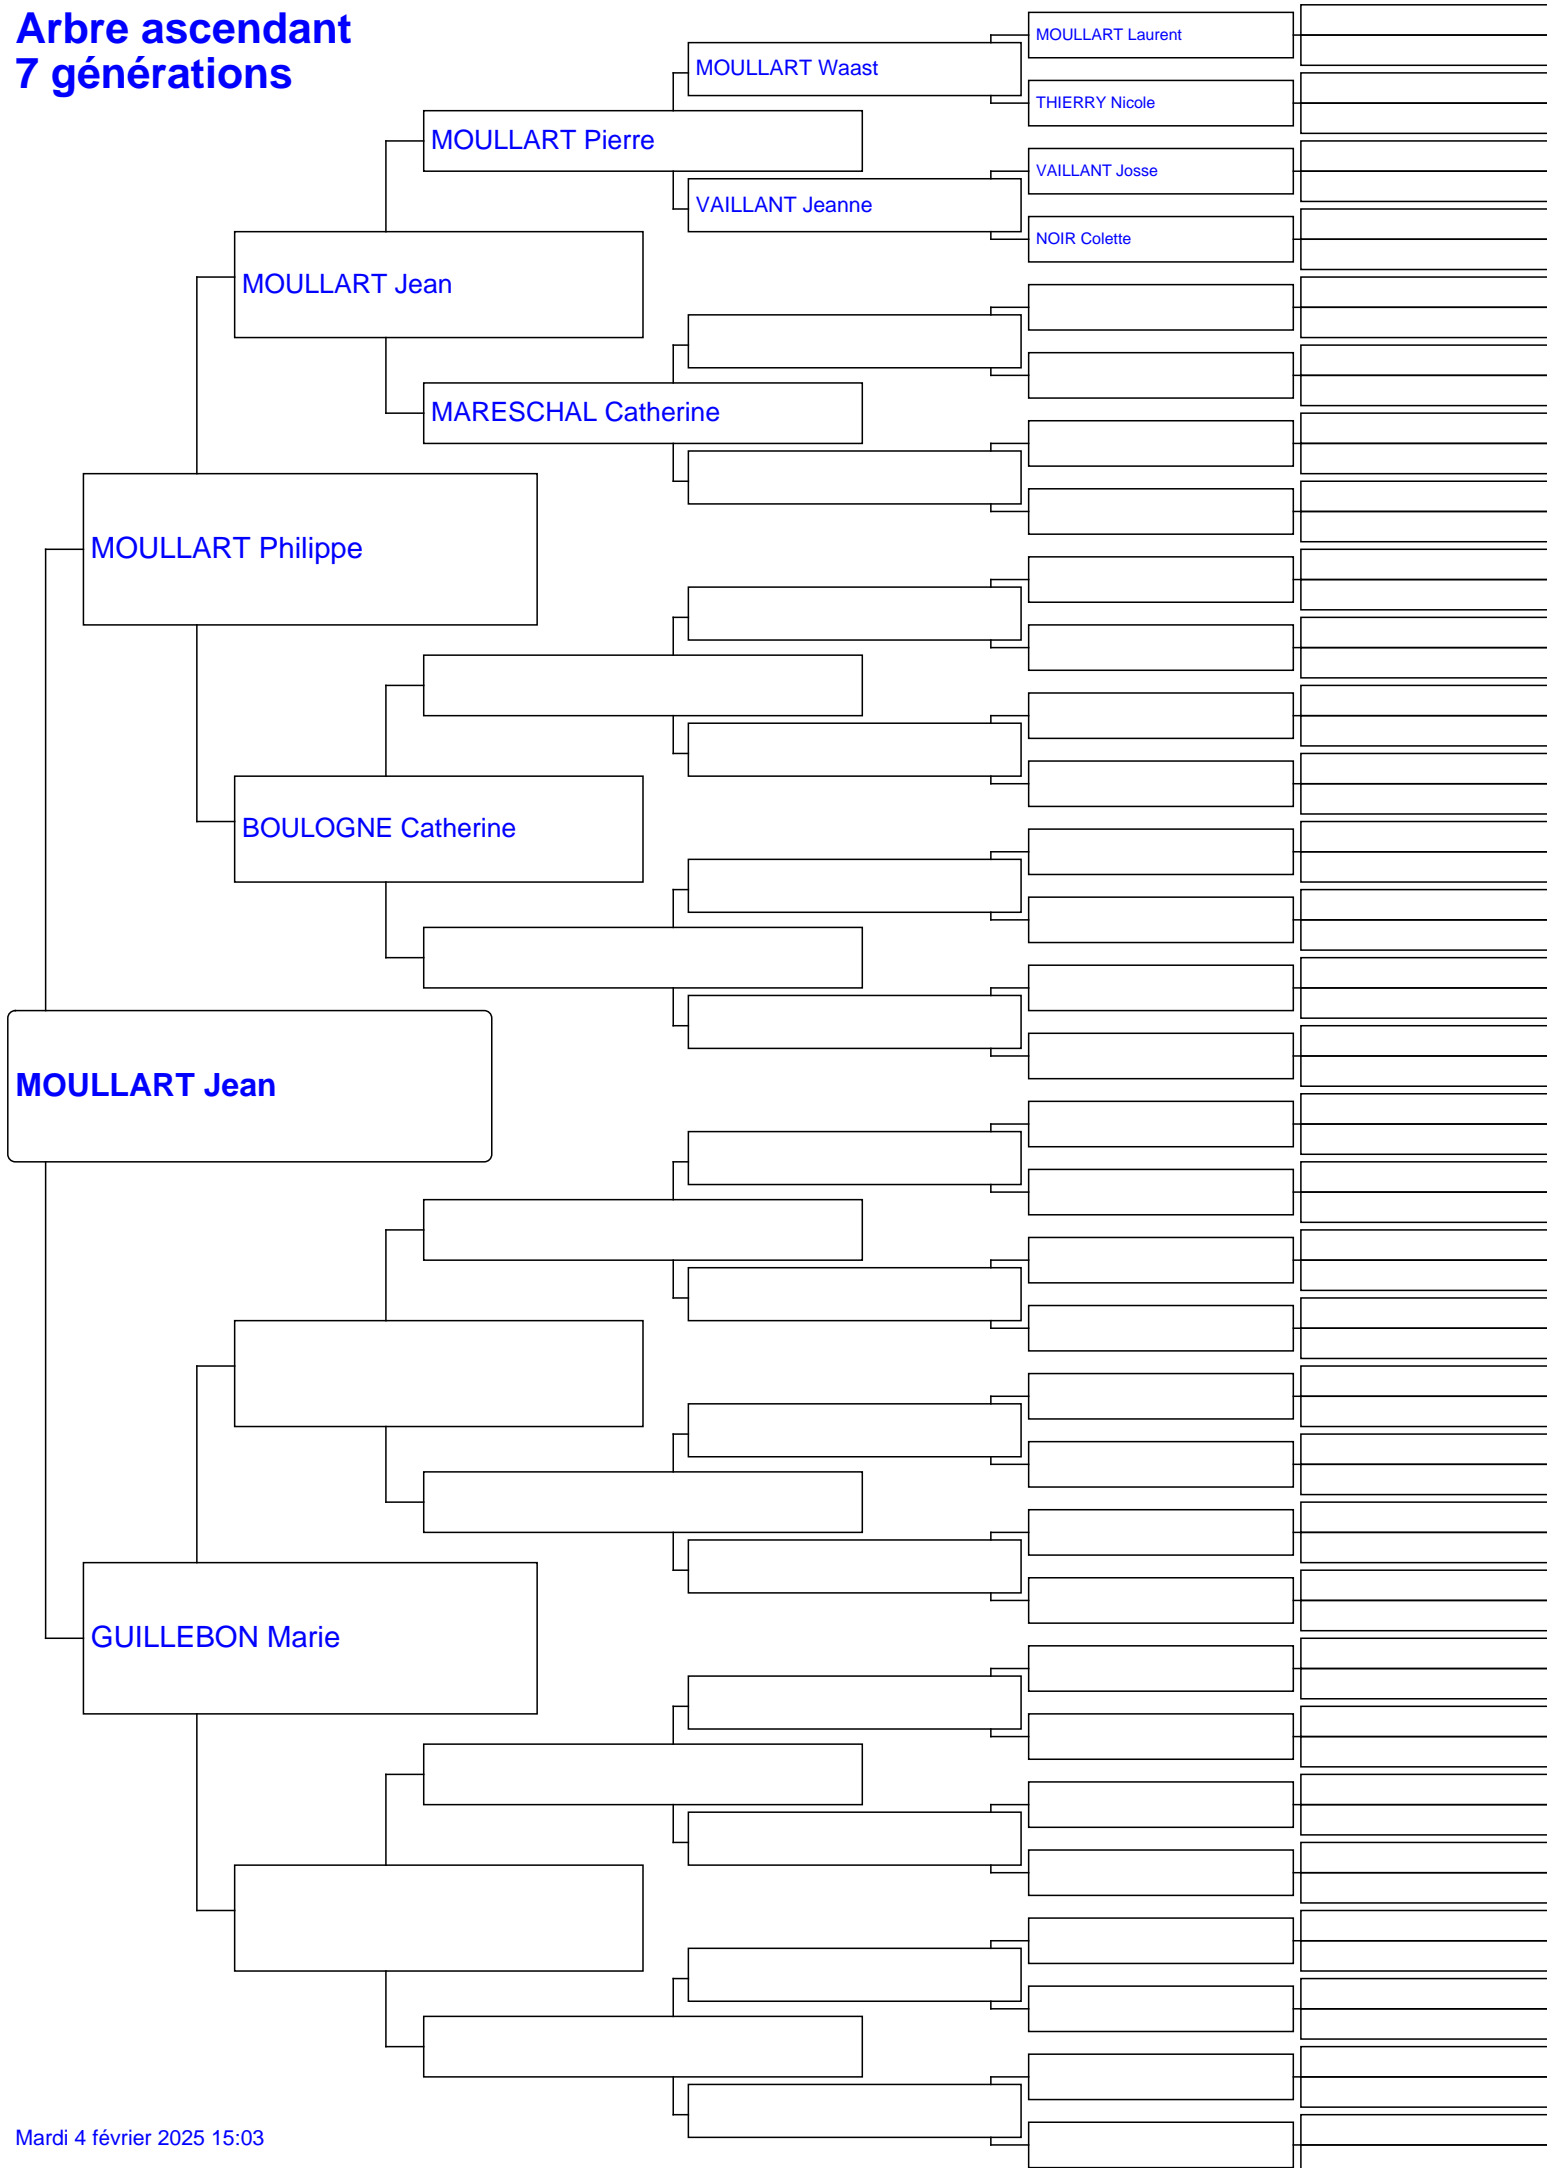 Arbre ascendant
7 générations
MOULLART Laurent
MOULLART Waast
THIERRY Nicole
MOULLART Pierre
VAILLANT Josse
VAILLANT Jeanne
NOIR Colette
MOULLART Jean
MARESCHAL Catherine
MOULLART Philippe
BOULOGNE Catherine
MOULLART Jean
GUILLEBON Marie
Mardi 4 février 2025 15:03